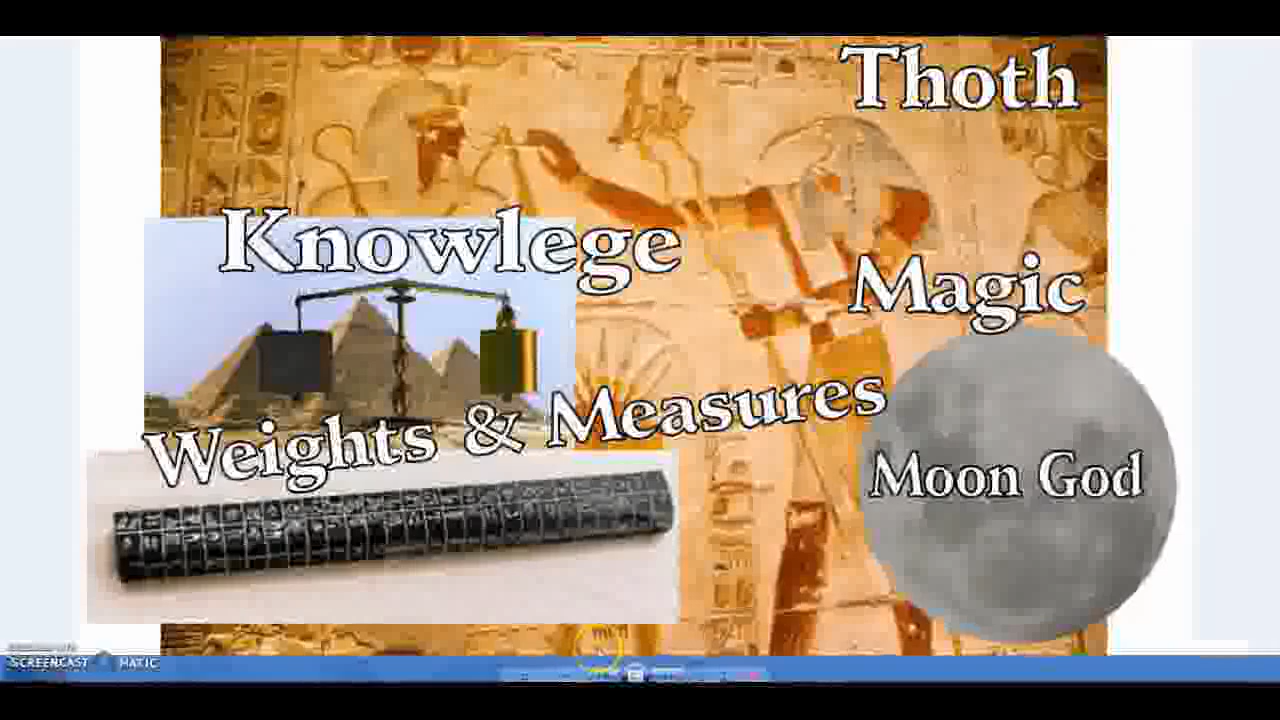 Thoth
Knowlege
Magic
Weights & Measures
Moon God
SCREENCAST MATIC